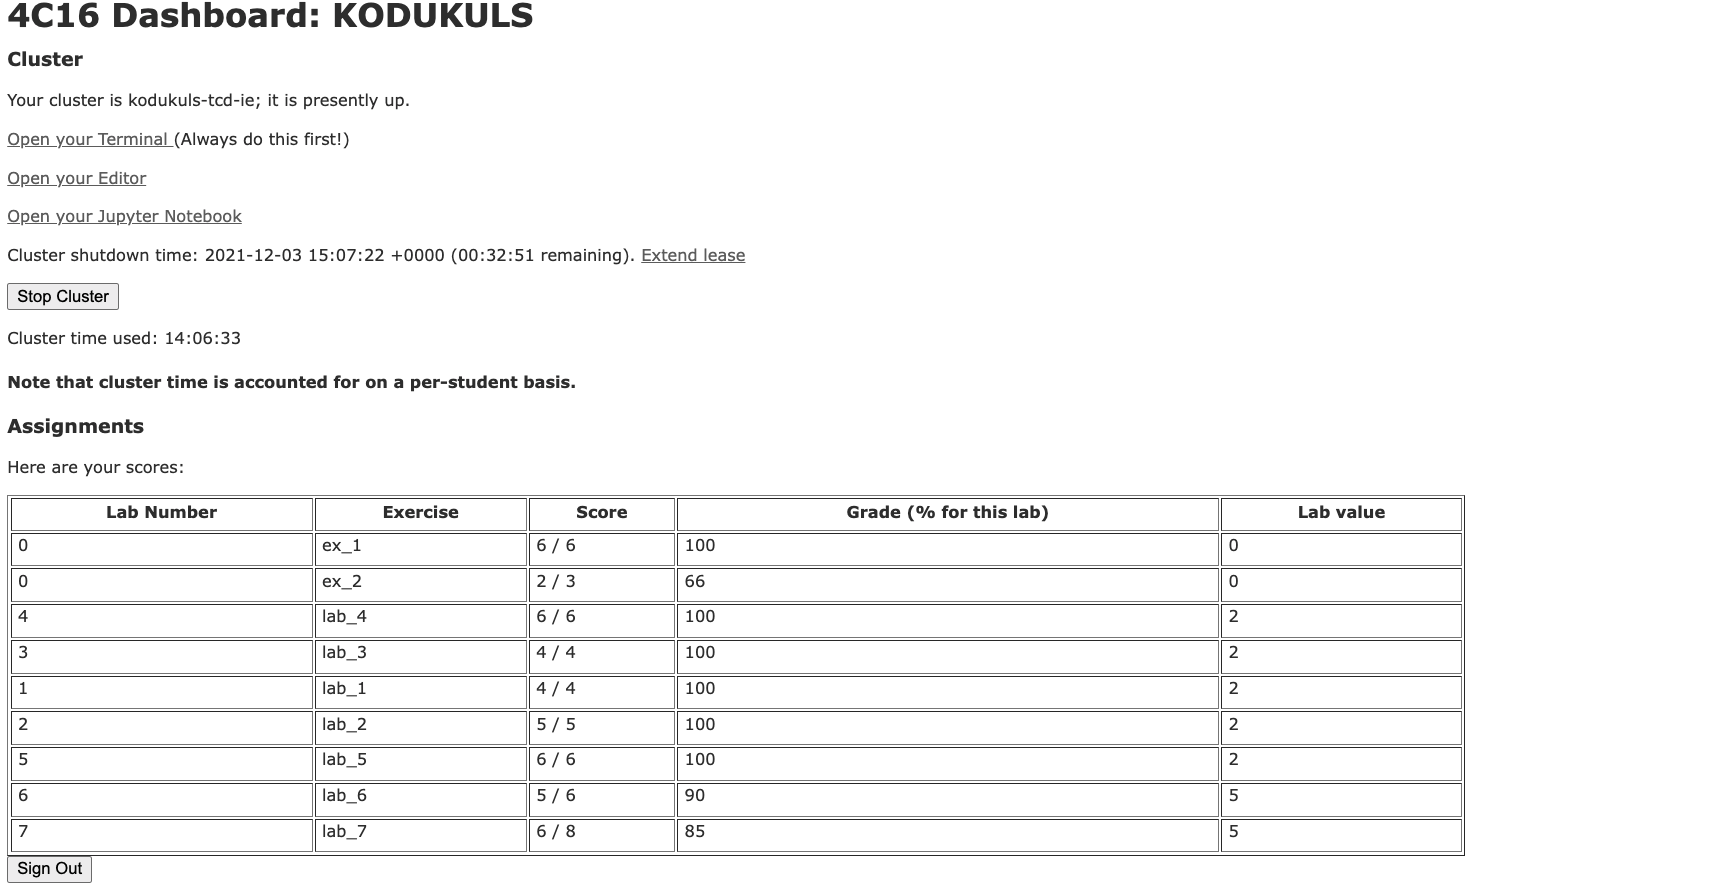 4C16 Dashboard: KODUKULS
Cluster
Your cluster is kodukuls-tcd-ie; it is presently up.
Open your Terminal (Always do this first!)
Open your Editor
Open your Jupyter Notebook
Cluster shutdown time: 2021-12-03 15:07:22 +0000 (00:32:51 remaining). Extend lease
Stop Cluster
Cluster time used: 14:06:33
Note that cluster time is accounted for on a per-student basis.
Assignments
Here are your scores:
Lab Number Exercise Score Grade (% for this lab) Lab value
0 ex_1 6 / 6 100 0
0 ex_2 2 / 3 66 0
4 lab_4 6 / 6 100 2
3 lab_3 4 / 4 100 2
1 lab_1 4 / 4 100 2
2 lab_2 5 / 5 100 2
5 lab_5 6 / 6 100 2
6 lab_6 5 / 6 90 5
7 lab_7 6 / 8 85 5
Sign Out